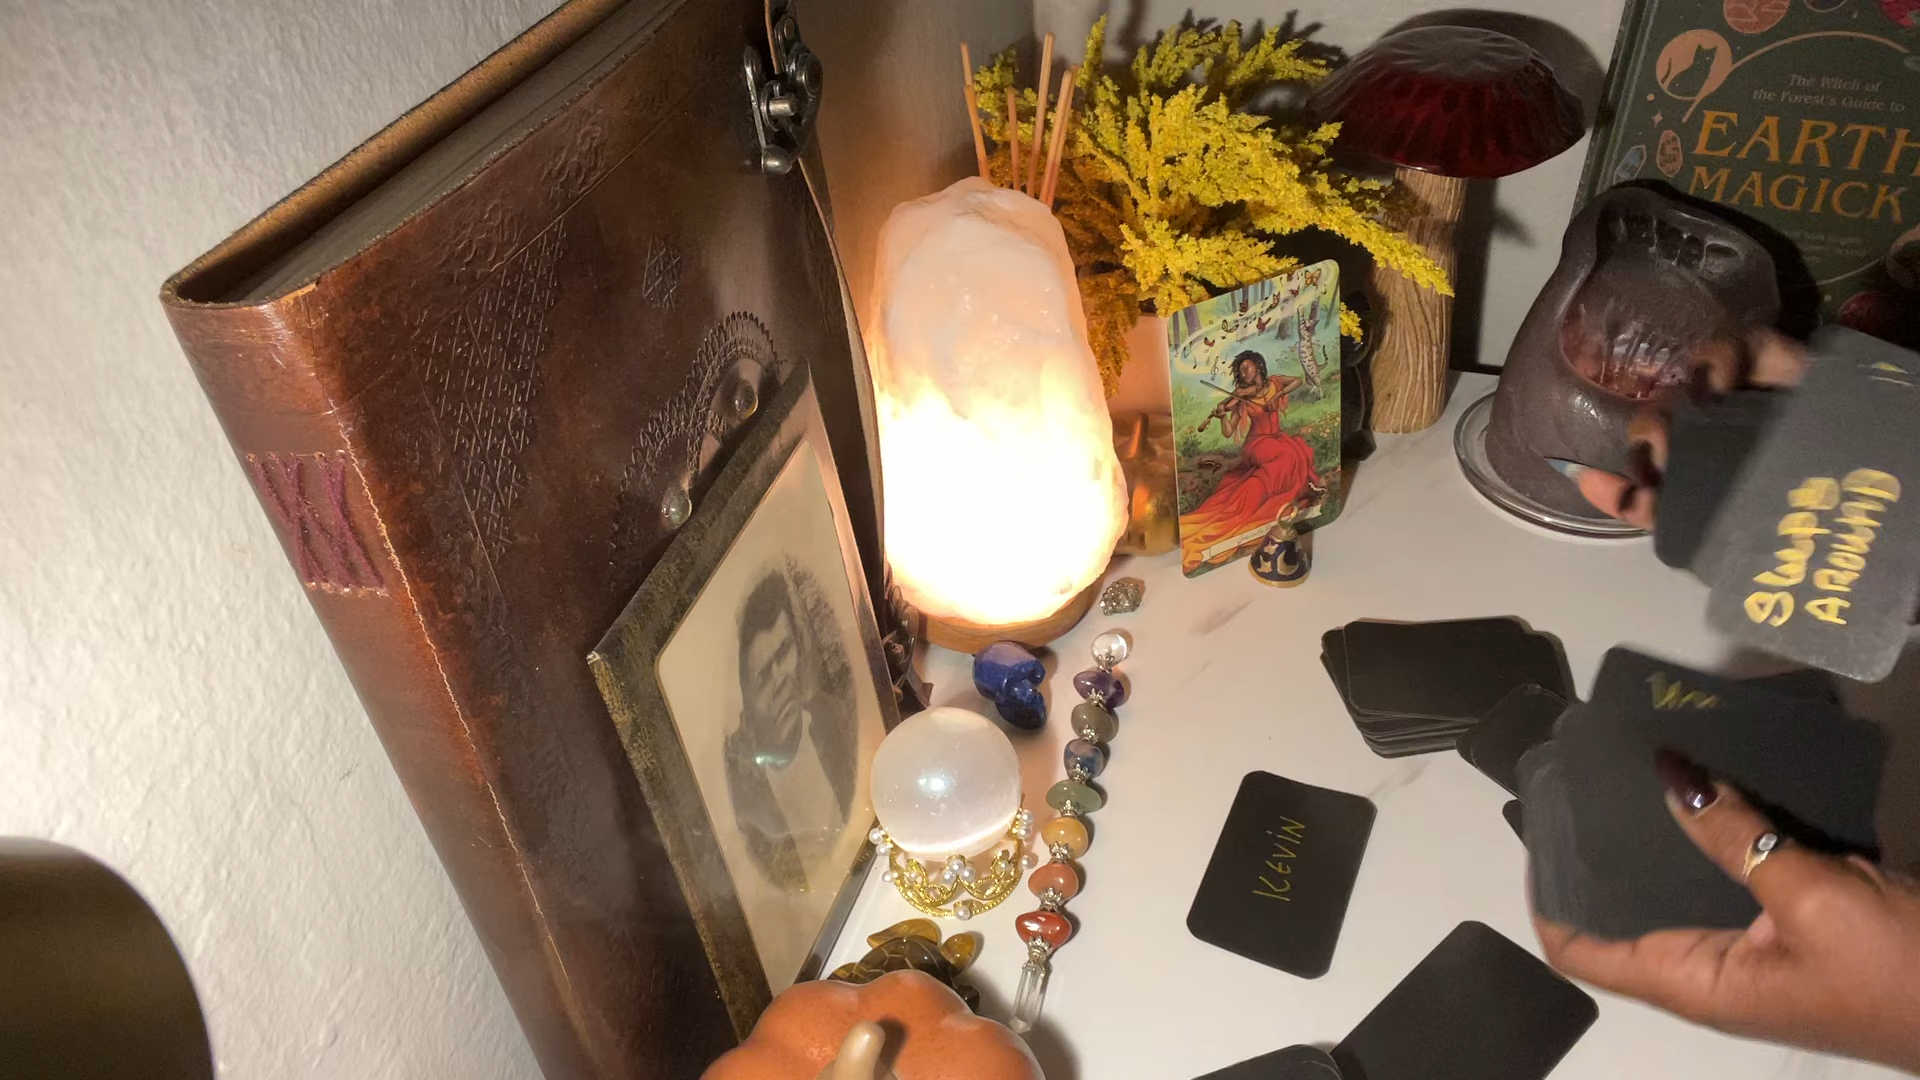 The Witch of
the Forest's Guide to
EARTH
MAGICK
SLEEPS
AROUND
KEVIN